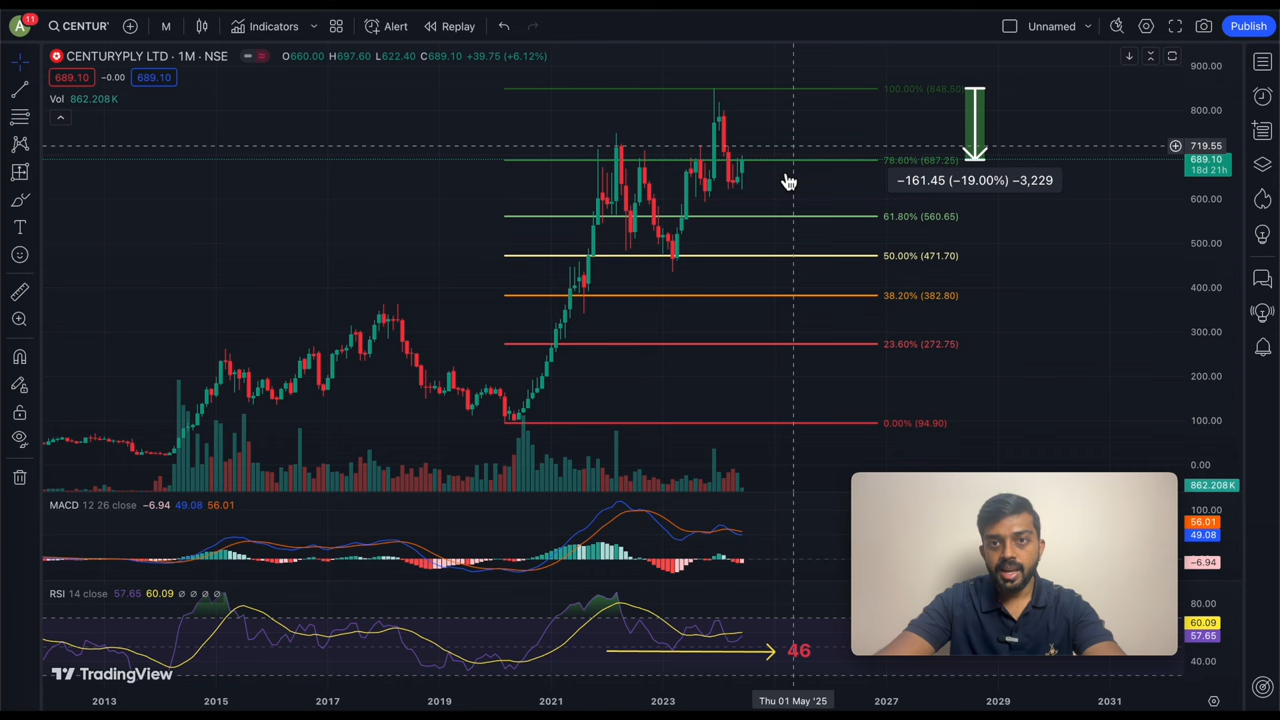 A
11
CENTUR'
M
Indicators
Alert
Replay
Unnamed
Publish
CENTURYPLY LTD · 1M · NSE
O660.00 H697.60 L622.40 C689.10 +39.75 (+6.12%)
689.10 −0.00 689.10
Vol 862.208 K
900.00
800.00
719.55
689.10
18d 21h
600.00
500.00
400.00
300.00
200.00
100.00
0.00
862.208 K
100.00% (848.50)
78.60% (687.25)
−161.45 (−19.00%) −3,229
61.80% (560.65)
50.00% (471.70)
38.20% (382.80)
23.60% (272.75)
0.00% (94.90)
MACD 12 26 close −6.94 49.08 56.01
100.00
56.01
49.08
−6.94
RSI 14 close 57.65 60.09 ∅ ∅ ∅ ∅
80.00
60.09
57.65
40.00
46
TradingView
2013
2015
2017
2019
2021
2023
Thu 01 May '25
2027
2029
2031